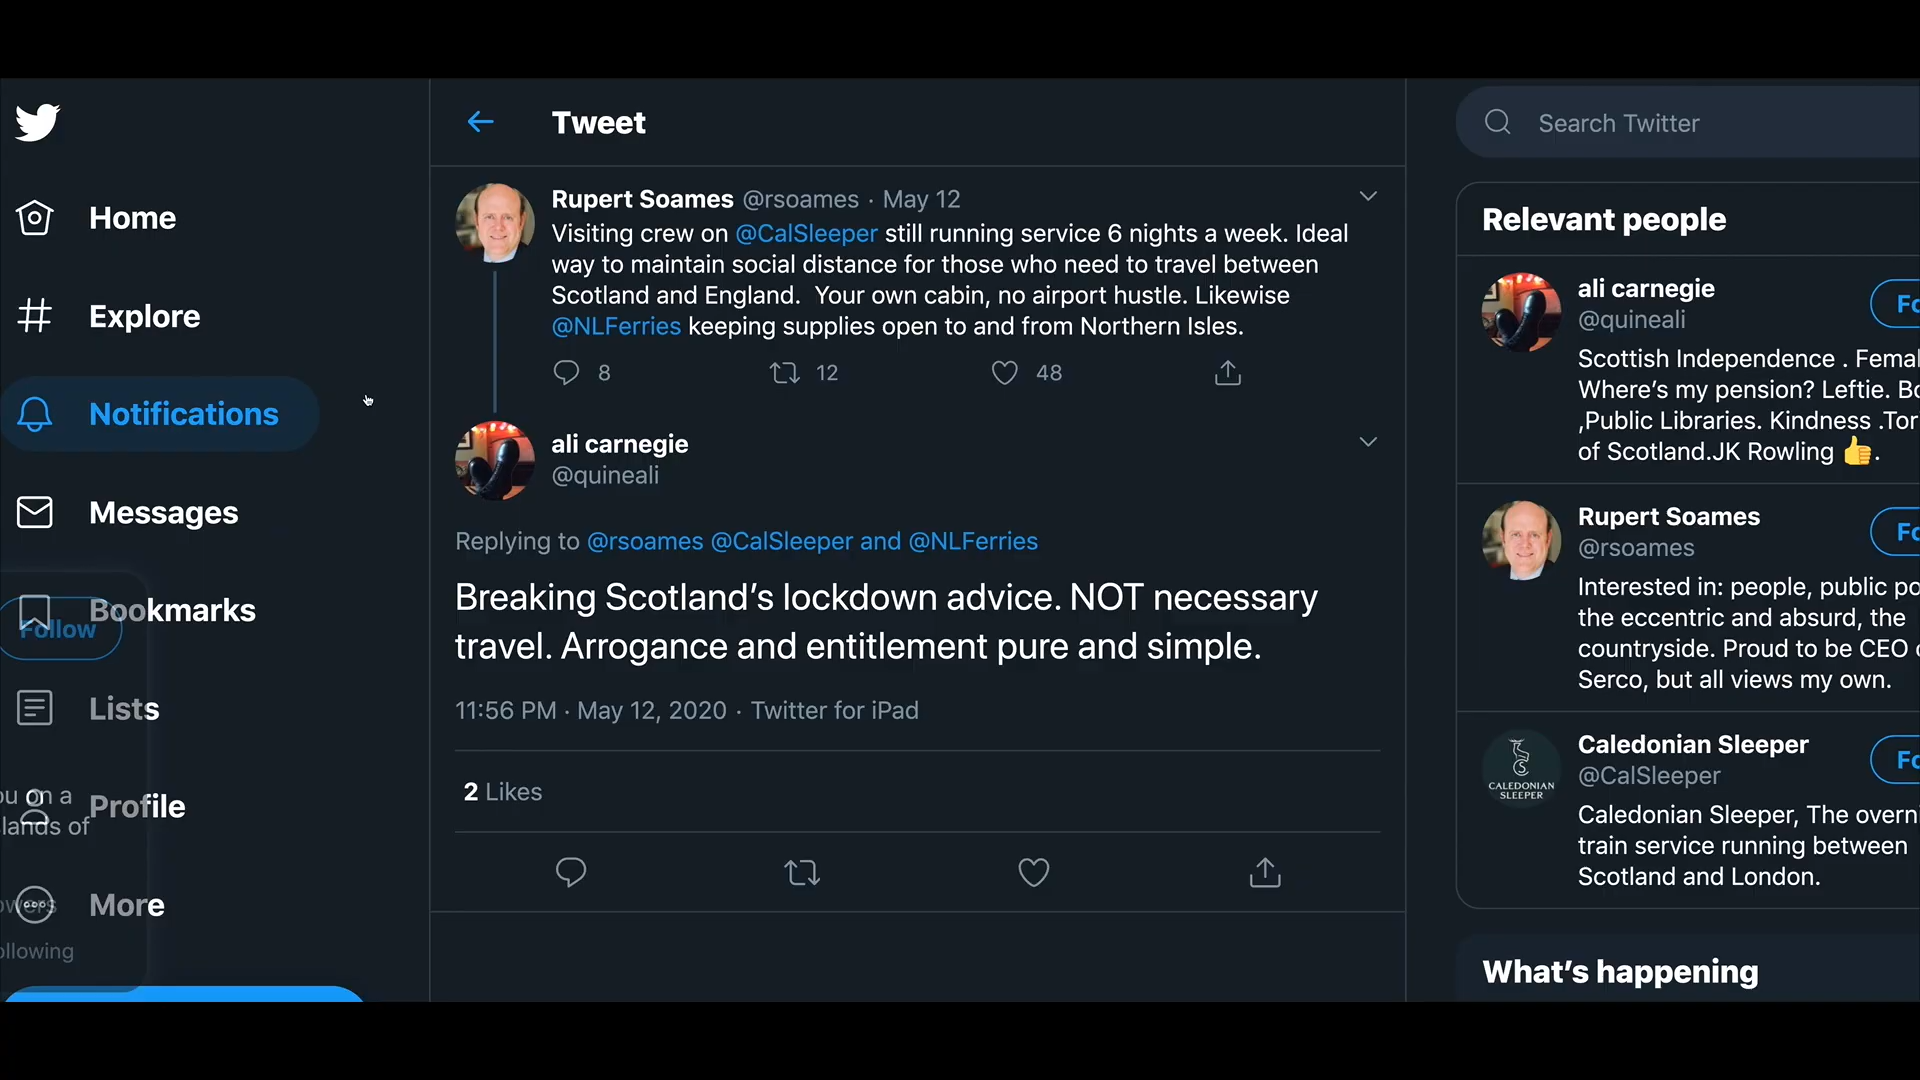 Home
Explore
Notifications
Messages
Bookmarks
Follow
Lists
Profile
More
Tweet
Rupert Soames @rsoames · May 12
Visiting crew on @CalSleeper still running service 6 nights a week. Ideal
way to maintain social distance for those who need to travel between
Scotland and England.  Your own cabin, no airport hustle. Likewise
@NLFerries keeping supplies open to and from Northern Isles.
8 12 48
ali carnegie
@quineali
Replying to @rsoames @CalSleeper and @NLFerries
Breaking Scotland's lockdown advice. NOT necessary
travel. Arrogance and entitlement pure and simple.
11:56 PM · May 12, 2020 · Twitter for iPad
2 Likes
Search Twitter
Relevant people
ali carnegie
@quineali
Scottish Independence . Femal
Where's my pension? Leftie. Bo
,Public Libraries. Kindness .Tor
of Scotland.JK Rowling 👍.
Rupert Soames
@rsoames
Interested in: people, public po
the eccentric and absurd, the
countryside. Proud to be CEO
Serco, but all views my own.
CALEDONIAN
SLEEPER
Caledonian Sleeper
@CalSleeper
Caledonian Sleeper, The overni
train service running between
Scotland and London.
What's happening